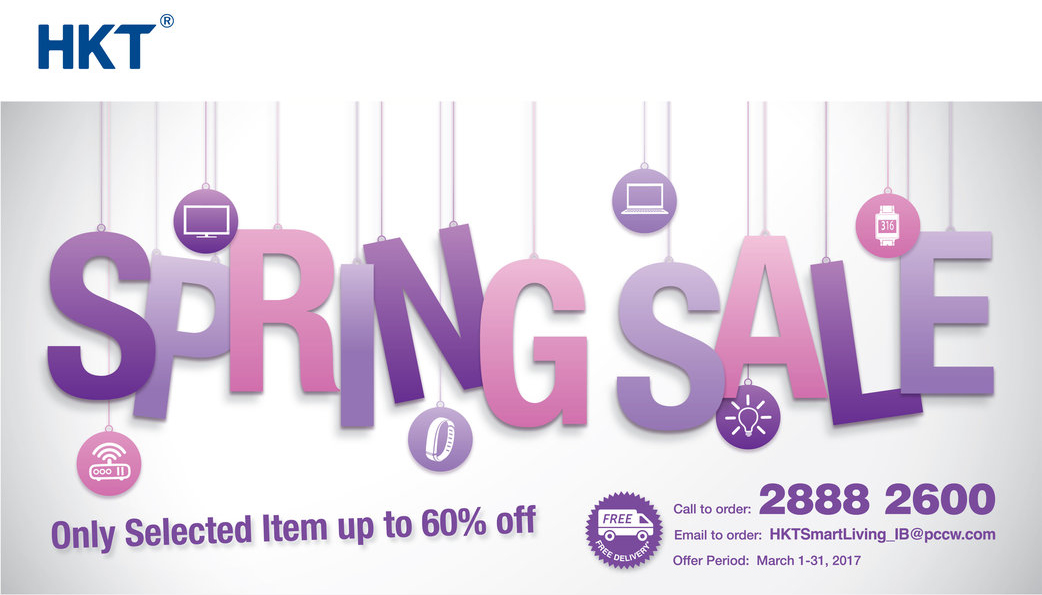 HKT®
SPRING SALE
316
Only Selected Item up to 60% off
FREE
FREE DELIVERY*
Call to order: 2888 2600
Email to order: HKTSmartLiving_IB@pccw.com
Offer Period: March 1-31, 2017